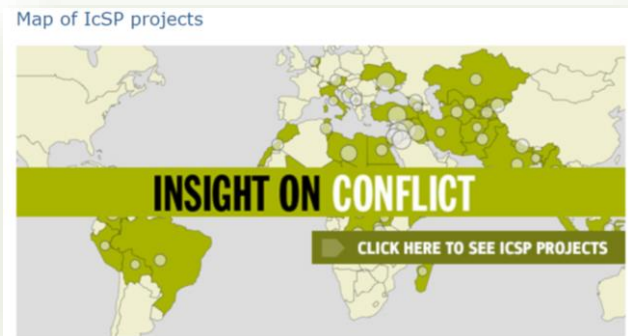 Map of IcSP projects
INSIGHT ON CONFLICT
CLICK HERE TO SEE ICSP PROJECTS